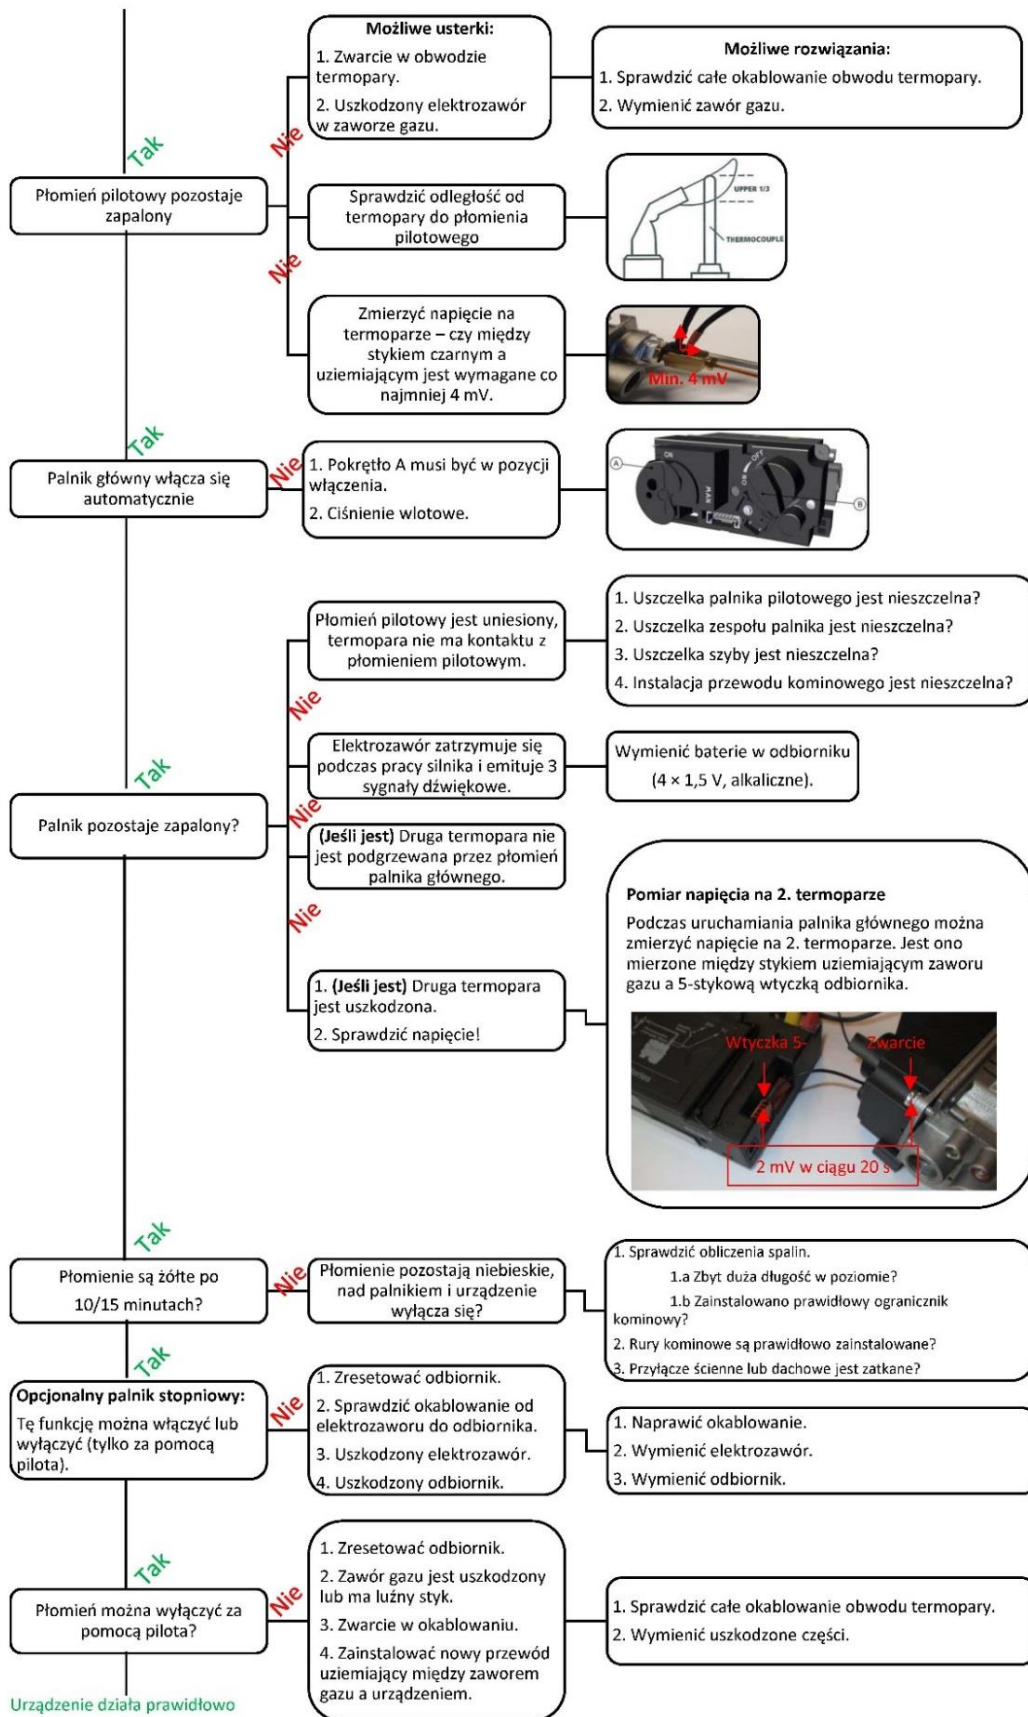 Możliwe usterki:
1. Zwarcie w obwodzie
termopary.
2. Uszkodzony elektrozawór
w zaworze gazu.
Możliwe rozwiązania:
1. Sprawdzić całe okablowanie obwodu termopary.
2. Wymienić zawór gazu.
Tak
Nie
Płomień pilotowy pozostaje
zapalony
Sprawdzić odległość od
termopary do płomienia
pilotowego
UPPER 1/3
THERMOCOUPLE
Nie
Zmierzyć napięcie na
termoparze – czy między
stykiem czarnym a
uziemiającym jest wymagane co
najmniej 4 mV.
Min. 4 mV
Tak
Palnik główny włącza się
automatycznie
Nie
1. Pokrętło A musi być w pozycji
włączenia.
2. Ciśnienie wlotowe.
A
ON
MAN
ON
OFF
B
Płomień pilotowy jest uniesiony,
termopara nie ma kontaktu z
płomieniem pilotowym.
1. Uszczelka palnika pilotowego jest nieszczelna?
2. Uszczelka zespołu palnika jest nieszczelna?
3. Uszczelka szyby jest nieszczelna?
4. Instalacja przewodu kominowego jest nieszczelna?
Nie
Elektrozawór zatrzymuje się
podczas pracy silnika i emituje 3
sygnały dźwiękowe.
Wymienić baterie w odbiorniku
(4 × 1,5 V, alkaliczne).
Tak
Nie
Palnik pozostaje zapalony?
(Jeśli jest) Druga termopara nie
jest podgrzewana przez płomień
palnika głównego.
Nie
1. (Jeśli jest) Druga termopara
jest uszkodzona.
2. Sprawdzić napięcie!
Pomiar napięcia na 2. termoparze
Podczas uruchamiania palnika głównego można
zmierzyć napięcie na 2. termoparze. Jest ono
mierzone między stykiem uziemiającym zaworu
gazu a 5-stykową wtyczką odbiornika.
Wtyczka 5-
Zwarcie
2 mV w ciągu 20 s
Tak
Płomienie są żółte po
10/15 minutach?
Nie
Płomienie pozostają niebieskie,
nad palnikiem i urządzenie
wyłącza się?
1. Sprawdzić obliczenia spalin.
1.a Zbyt duża długość w poziomie?
1.b Zainstalowano prawidłowy ogranicznik
kominowy?
2. Rury kominowe są prawidłowo zainstalowane?
3. Przyłącze ścienne lub dachowe jest zatkane?
Tak
Opcjonalny palnik stopniowy:
Tę funkcję można włączyć lub
wyłączyć (tylko za pomocą
pilota).
Nie
1. Zresetować odbiornik.
2. Sprawdzić okablowanie od
elektrozaworu do odbiornika.
3. Uszkodzony elektrozawór.
4. Uszkodzony odbiornik.
1. Naprawić okablowanie.
2. Wymienić elektrozawór.
3. Wymienić odbiornik.
Tak
Płomień można wyłączyć za
pomocą pilota?
Nie
1. Zresetować odbiornik.
2. Zawór gazu jest uszkodzony
lub ma luźny styk.
3. Zwarcie w okablowaniu.
4. Zainstalować nowy przewód
uziemiający między zaworem
gazu a urządzeniem.
1. Sprawdzić całe okablowanie obwodu termopary.
2. Wymienić uszkodzone części.
Urządzenie działa prawidłowo